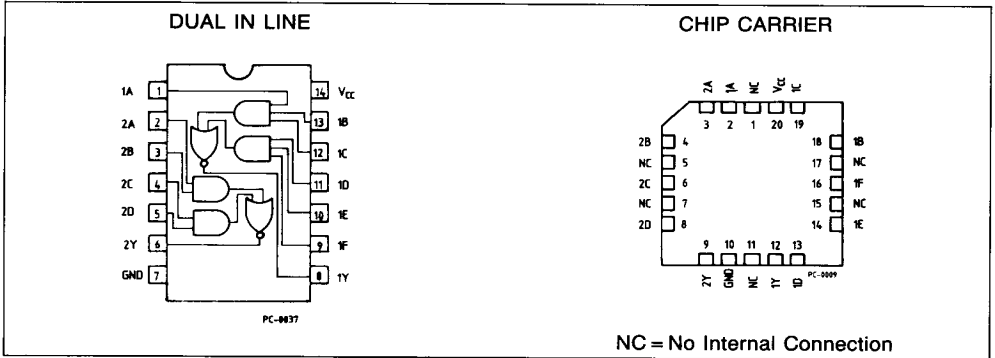 DUAL IN LINE
1A 1
2A 2
2B 3
2C 4
2D 5
2Y 6
GND 7
14 VCC
13 1B
12 1C
11 1D
10 1E
9 1F
8 1Y
PC-0037
CHIP CARRIER
2A 1A NC VCC 1C
3 2 1 20 19
2B 4
NC 5
2C 6
NC 7
2D 8
18 1B
17 NC
16 1F
15 NC
14 1E
9 10 11 12 13
2Y GND NC 1Y 1D
PC-0009
NC = No Internal Connection